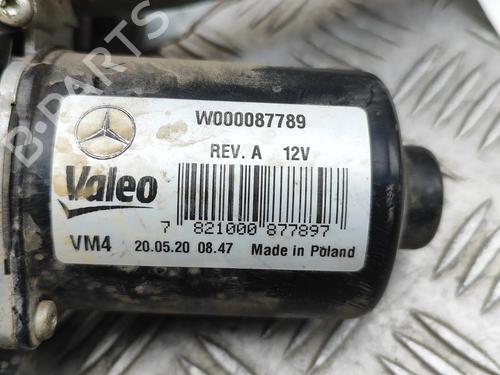 B-PARTS
W000087789
REV. A 12V
Valeo
7 821000 877897
VM4 20.05.20 08.47 Made in Poland